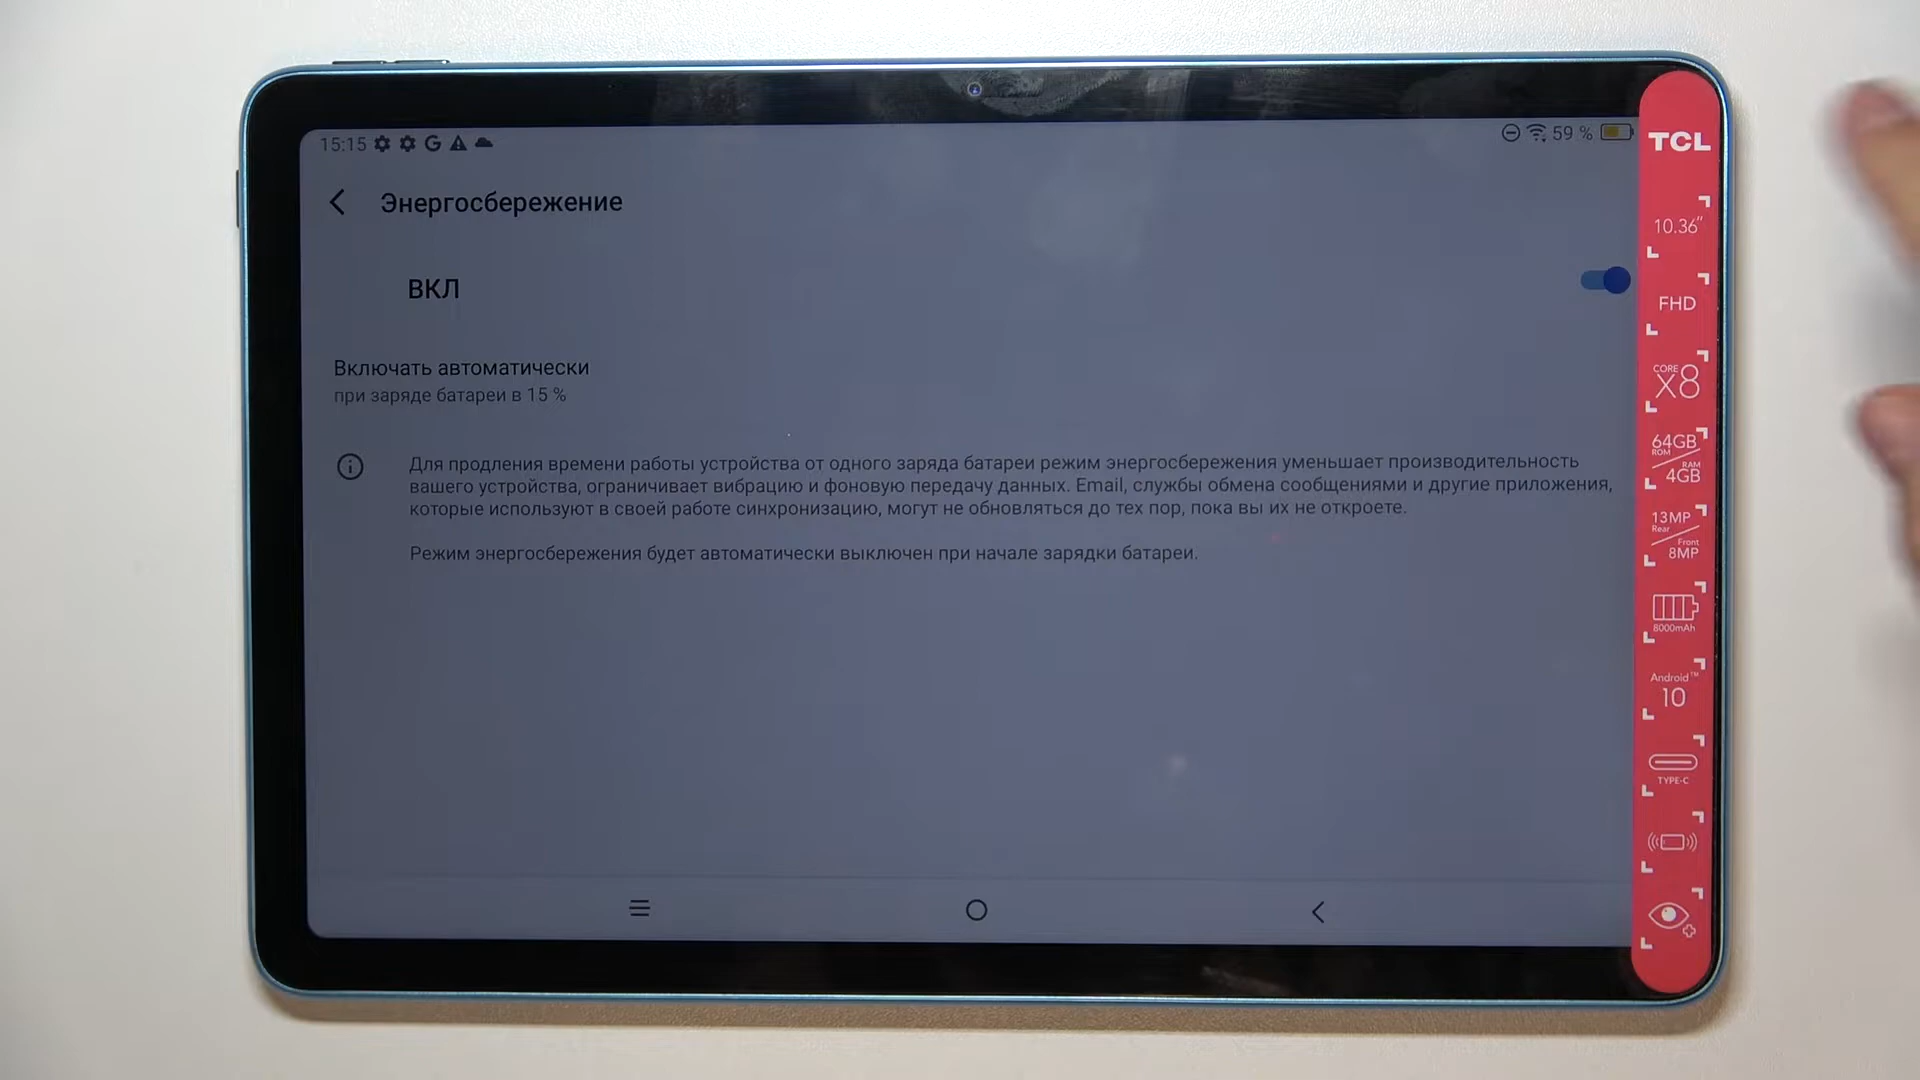 15:15
59 %
Энергосбережение
ВКЛ
Включать автоматически
при заряде батареи в 15 %
Для продления времени работы устройства от одного заряда батареи режим энергосбережения уменьшает производительность
вашего устройства, ограничивает вибрацию и фоновую передачу данных. Email, службы обмена сообщениями и другие приложения,
которые используют в своей работе синхронизацию, могут не обновляться до тех пор, пока вы их не откроете.
Режим энергосбережения будет автоматически выключен при начале зарядки батареи.
TCL
10.36"
FHD
CORE
X8
64GB
ROM
RAM
4GB
13MP
Rear
Front
8MP
8000mAh
Android™
10
TYPE-C